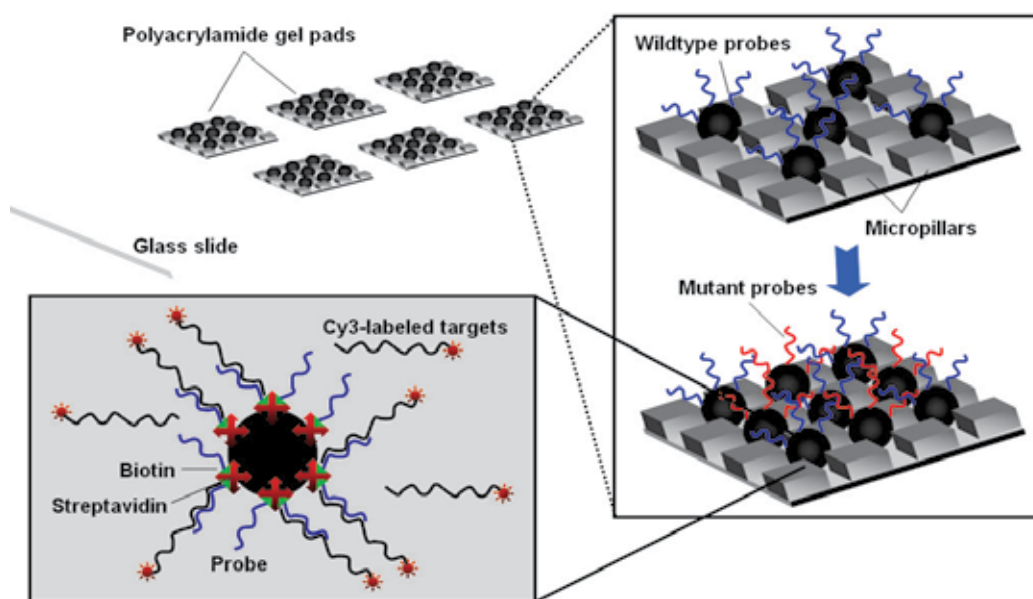 Polyacrylamide gel pads
Wildtype probes
Micropillars
Glass slide
Mutant probes
Cy3-labeled targets
Biotin
Streptavidin
Probe